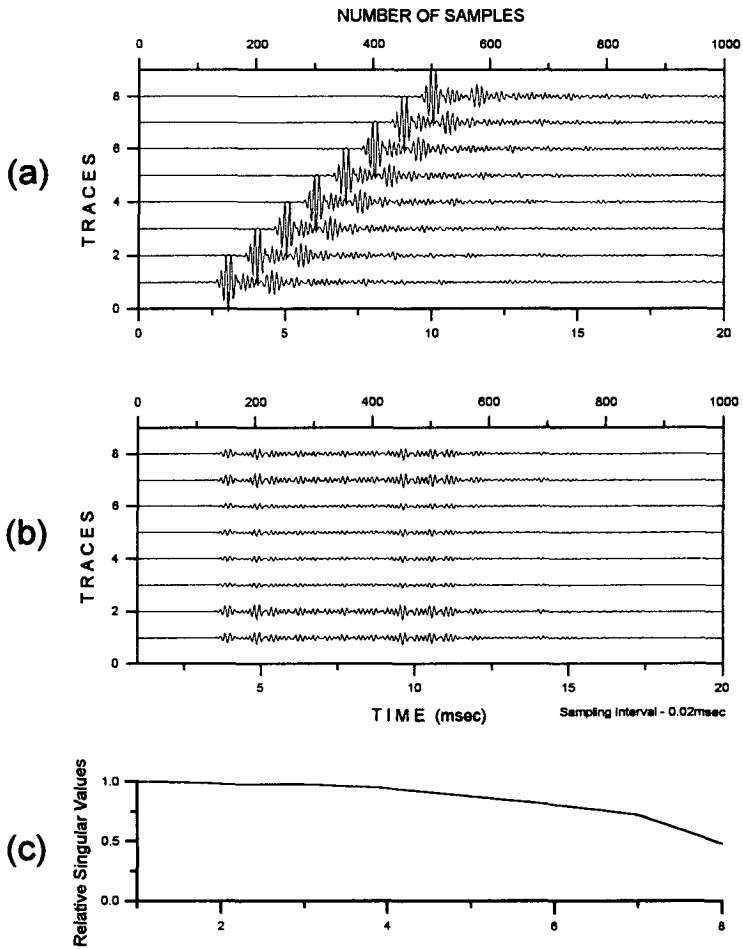 NUMBER OF SAMPLES
0 200 400 600 800 1000
(a)
TRACES
8
6
4
2
0
0 5 10 15 20
0 200 400 600 800 1000
(b)
TRACES
8
6
4
2
0
5 10 15 20
TIME (msec)
Sampling Interval - 0.02msec
(c)
Relative Singular Values
1.0
0.5
0.0
2 4 6 8